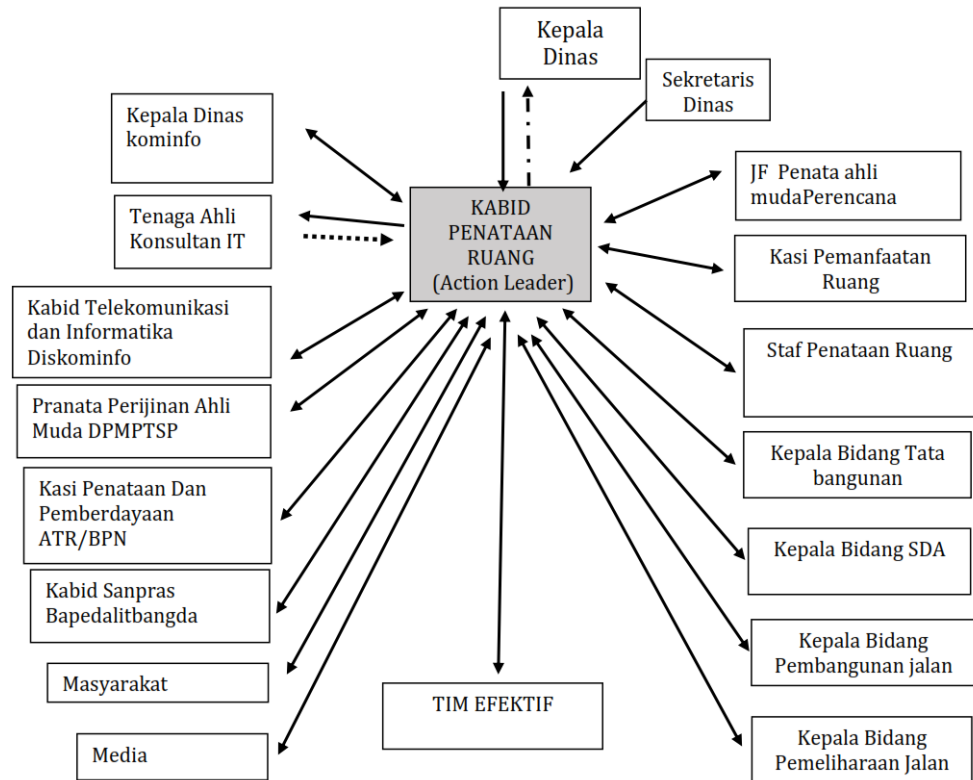 Kepala
Dinas
Sekretaris
Dinas
Kepala Dinas
kominfo
Tenaga Ahli
Konsultan IT
Kabid Telekomunikasi
dan Informatika
Diskominfo
Pranata Perijinan Ahli
Muda DPMPTSP
Kasi Penataan Dan
Pemberdayaan
ATR/BPN
Kabid Sanpras
Bapedalitbangda
Masyarakat
Media
KABID
PENATAAN
RUANG
(Action Leader)
TIM EFEKTIF
JF Penata ahli
mudaPerencana
Kasi Pemanfaatan
Ruang
Staf Penataan Ruang
Kepala Bidang Tata
bangunan
Kepala Bidang SDA
Kepala Bidang
Pembangunan jalan
Kepala Bidang
Pemeliharaan Jalan